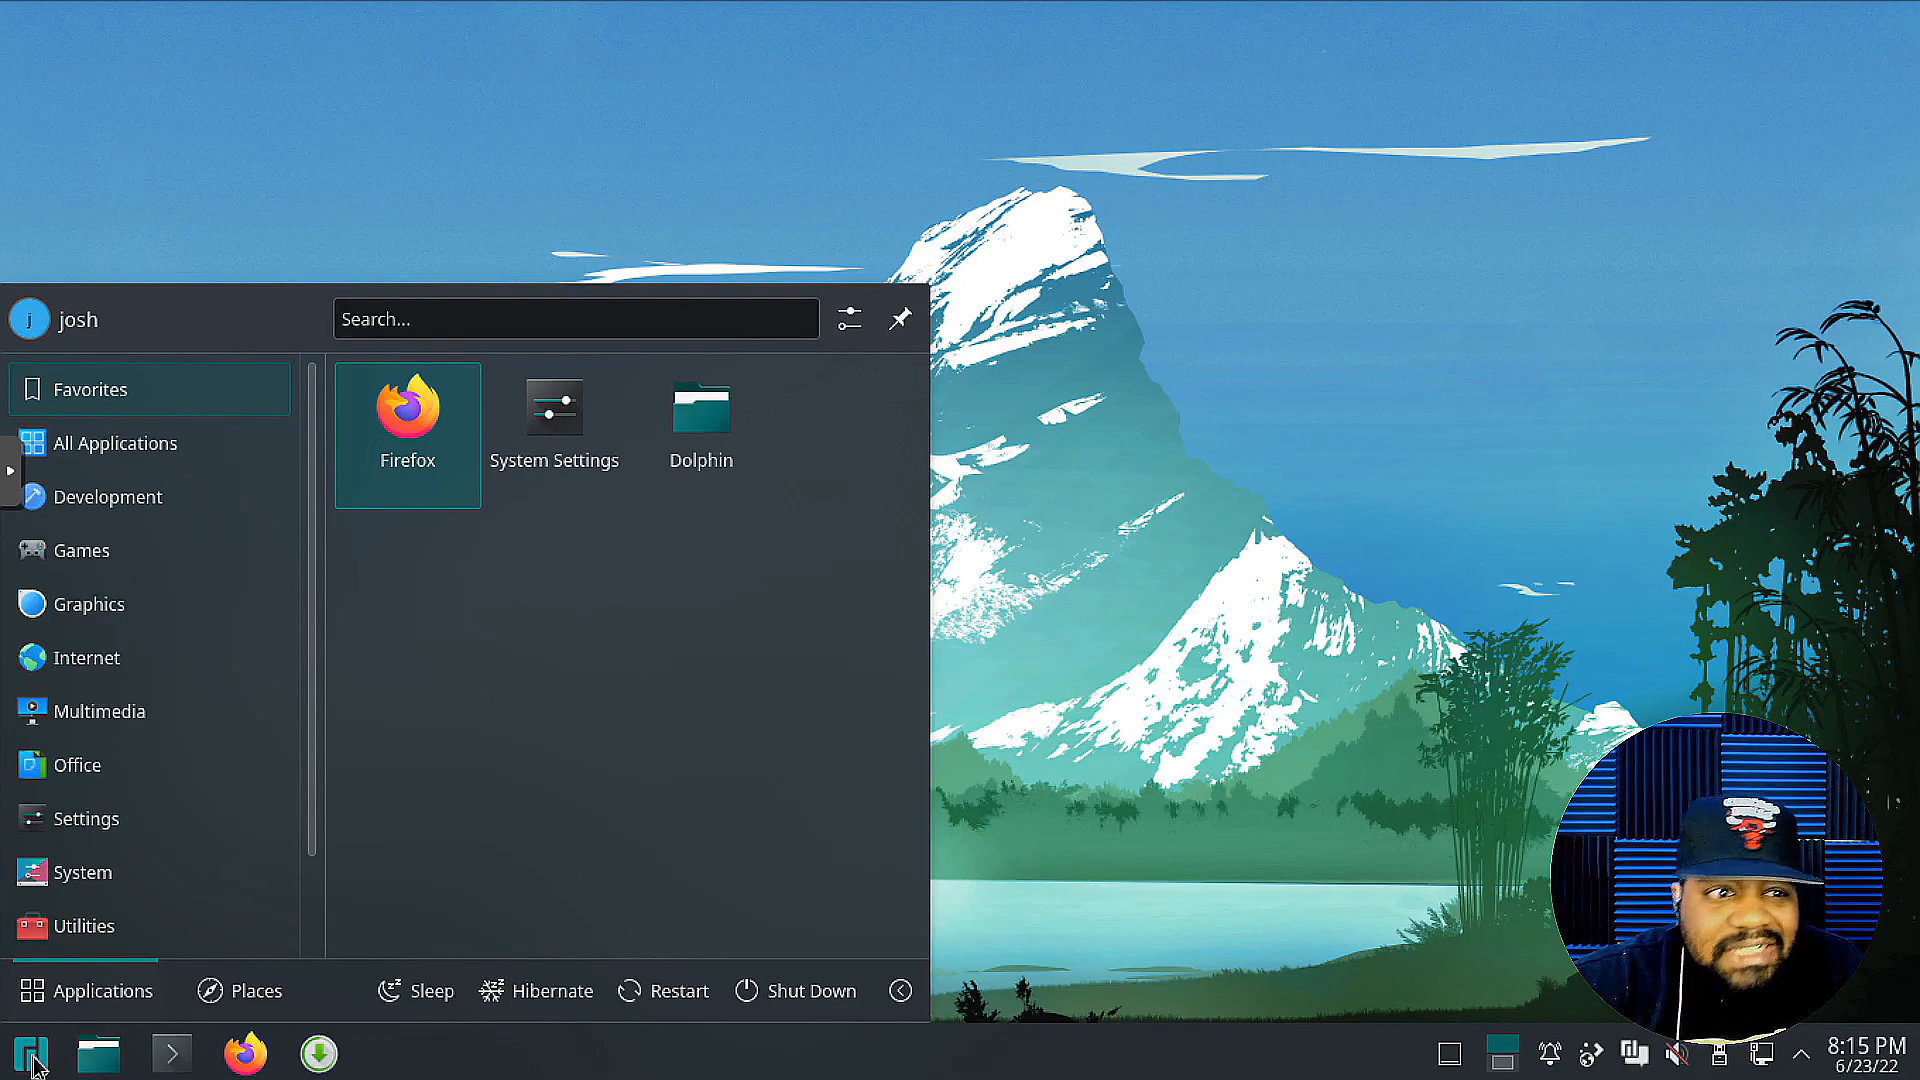 j josh
Search...
Favorites
All Applications
Development
Games
Graphics
Internet
Multimedia
Office
Settings
System
Utilities
Firefox
System Settings
Dolphin
Applications
Places
Sleep
Hibernate
Restart
Shut Down
8:15 PM
6/23/22